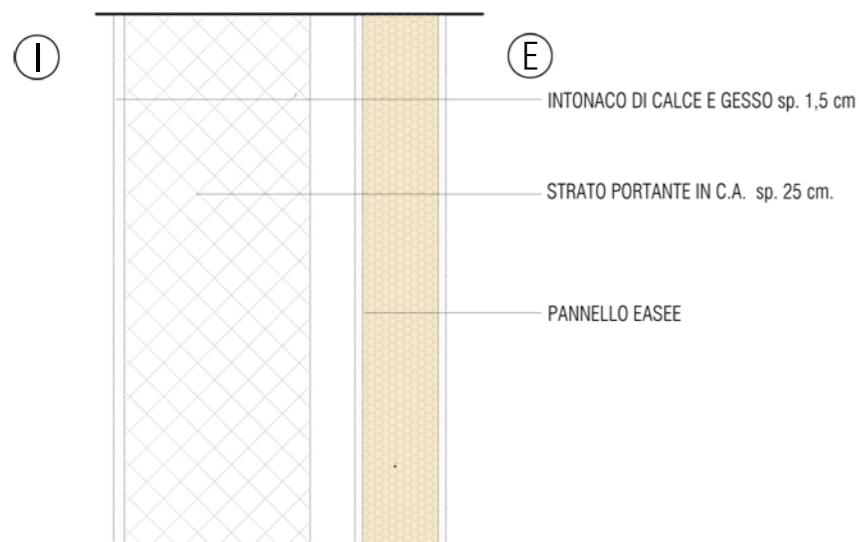 I
E
INTONACO DI CALCE E GESSO sp. 1,5 cm
STRATO PORTANTE IN C.A. sp. 25 cm.
PANNELLO EASEE